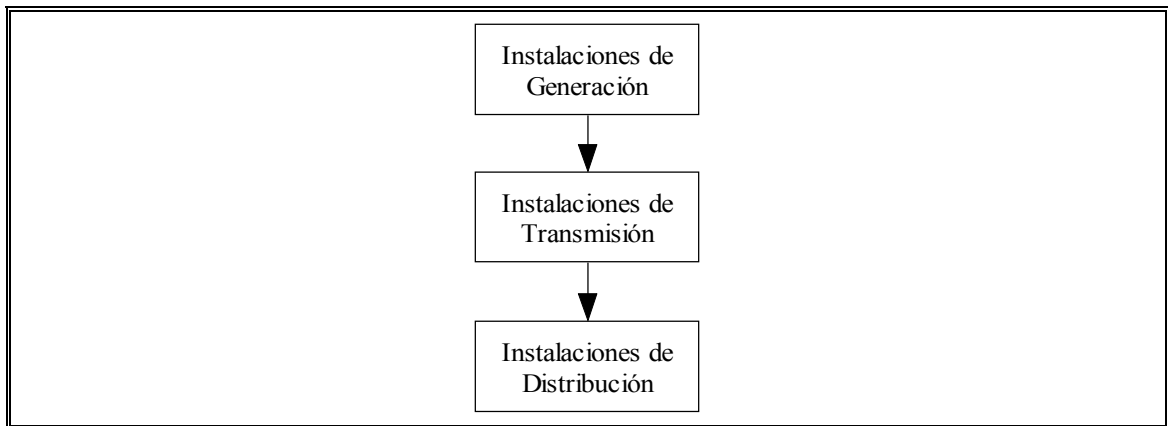 Instalaciones de
Generación
Instalaciones de
Transmisión
Instalaciones de
Distribución